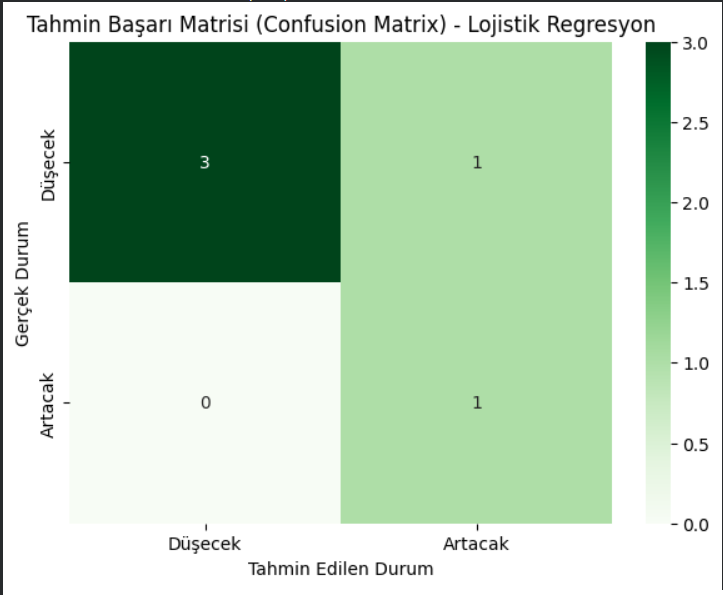 Tahmin Başarı Matrisi (Confusion Matrix) - Lojistik Regresyon
3.0
2.5
2.0
1.5
1.0
0.5
0.0
Gerçek Durum
Düşecek
Artacak
3
1
0
1
Düşecek
Artacak
Tahmin Edilen Durum